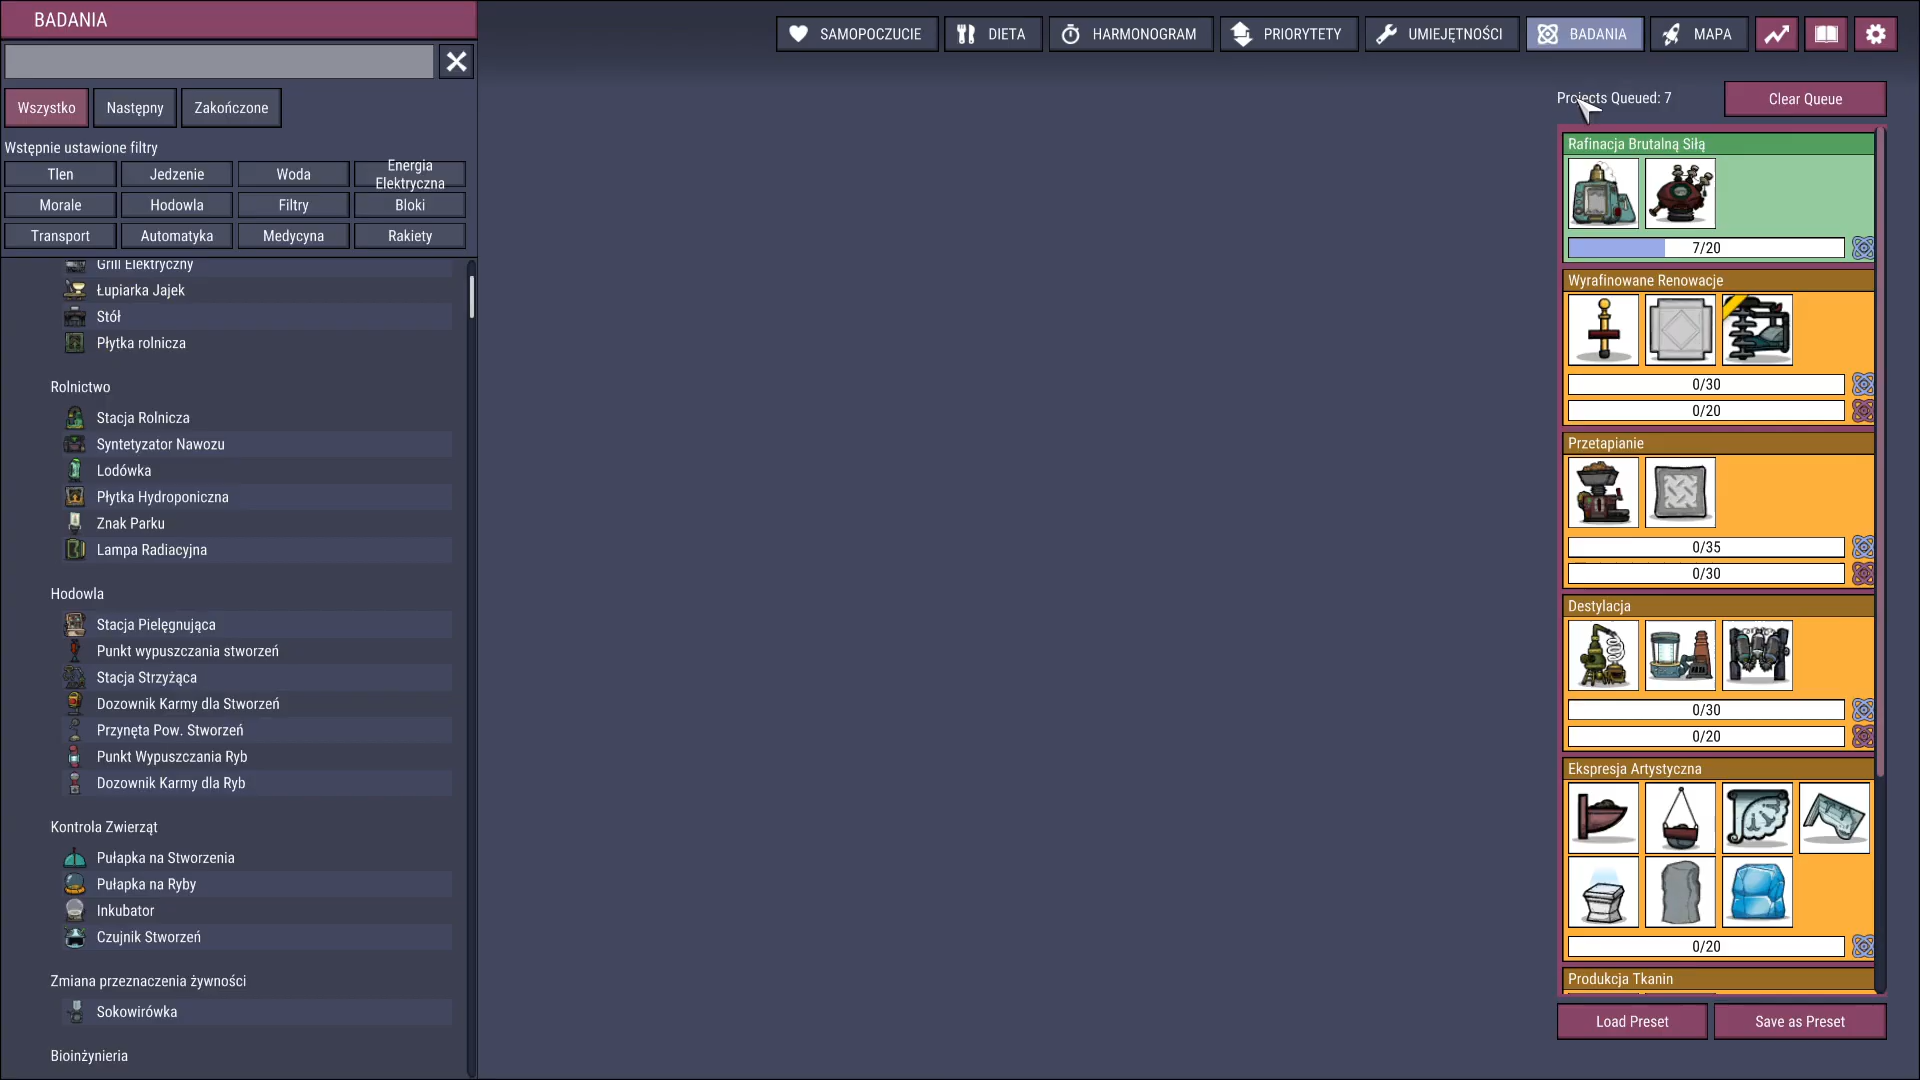 BADANIA
SAMOPOCZUCIE
DIETA
HARMONOGRAM
PRIORYTETY
UMIEJĘTNOŚCI
BADANIA
MAPA
Wszystko
Następny
Zakończone
Wstępnie ustawione filtry
Tlen
Jedzenie
Woda
Energia
Elektryczna
Morale
Hodowla
Filtry
Bloki
Transport
Automatyka
Medycyna
Rakiety
Grill Elektryczny
Łupiarka Jajek
Stół
Płytka rolnicza
Rolnictwo
Stacja Rolnicza
Syntetyzator Nawozu
Lodówka
Płytka Hydroponiczna
Znak Parku
Lampa Radiacyjna
Hodowla
Stacja Pielęgnująca
Punkt wypuszczania stworzeń
Stacja Strzyżąca
Dozownik Karmy dla Stworzeń
Przynęta Pow. Stworzeń
Punkt Wypuszczania Ryb
Dozownik Karmy dla Ryb
Kontrola Zwierząt
Pułapka na Stworzenia
Pułapka na Ryby
Inkubator
Czujnik Stworzeń
Zmiana przeznaczenia żywności
Sokowirówka
Bioinżynieria
Projects Queued: 7
Clear Queue
Rafinacja Brutalną Siłą
7/20
Wyrafinowane Renowacje
0/30
0/20
Przetapianie
0/35
0/30
Destylacja
0/30
0/20
Ekspresja Artystyczna
0/20
Produkcja Tkanin
Load Preset
Save as Preset